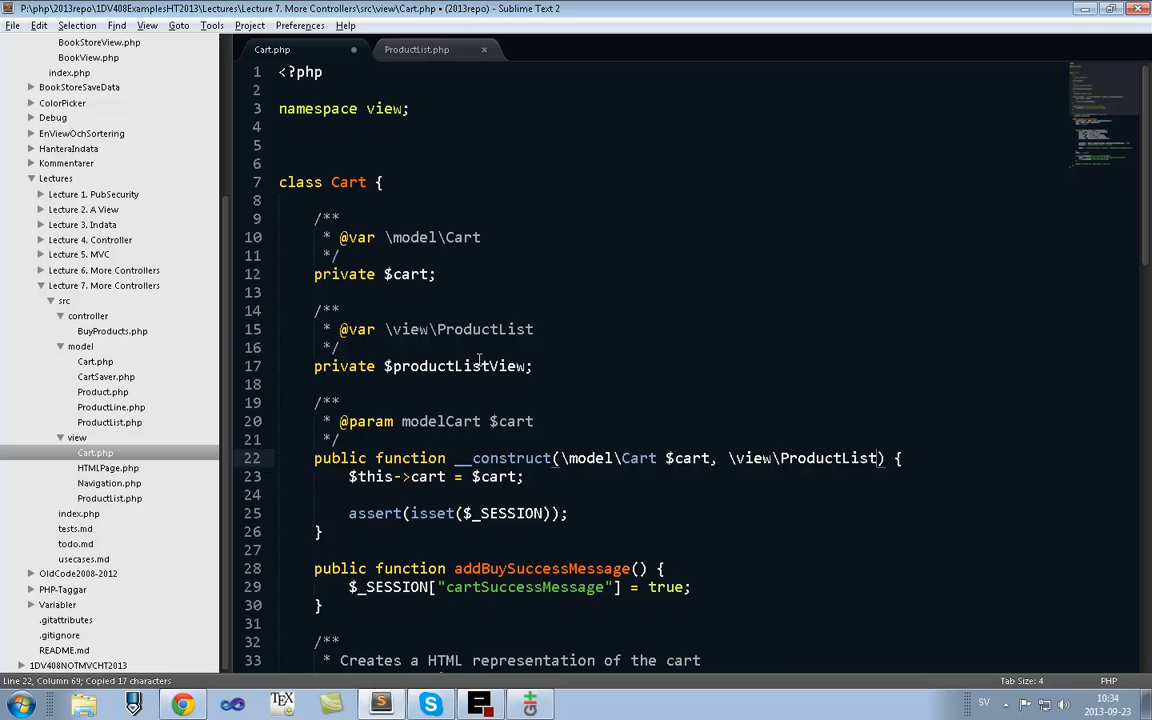 P:\php\2013repo\1DV408ExamplesHT2013\Lectures\Lecture 7. More Controllers\src\view\Cart.php • (2013repo) - Sublime Text 2
File Edit Selection Find View Goto Tools Project Preferences Help
BookStoreView.php
BookView.php
index.php
BookStoreSaveData
ColorPicker
Debug
EnViewOchSortering
HanteraIndata
Kommentarer
Lectures
Lecture 1. PubSecurity
Lecture 2. A View
Lecture 3. Indata
Lecture 4. Controller
Lecture 5. MVC
Lecture 6. More Controllers
Lecture 7. More Controllers
src
controller
BuyProducts.php
model
Cart.php
CartSaver.php
Product.php
ProductLine.php
ProductList.php
view
Cart.php
HTMLPage.php
Navigation.php
ProductList.php
index.php
tests.md
todo.md
usecases.md
OldCode2008-2012
PHP-Taggar
Variabler
.gitattributes
.gitignore
README.md
1DV408NOTMVCHT2013
Cart.php ProductList.php
1 <?php
2
3 namespace view;
4
5
6
7 class Cart {
8
9 /**
10 * @var \model\Cart
11 */
12 private $cart;
13
14 /**
15 * @var \view\ProductList
16 */
17 private $productListView;
18
19 /**
20 * @param modelCart $cart
21 */
22 public function __construct(\model\Cart $cart, \view\ProductList) {
23 $this->cart = $cart;
24
25 assert(isset($_SESSION));
26 }
27
28 public function addBuySuccessMessage() {
29 $_SESSION["cartSuccessMessage"] = true;
30 }
31
32 /**
33 * Creates a HTML representation of the cart
Line 22, Column 69; Copied 17 characters Tab Size: 4 PHP
SV 10:34
2013-09-23